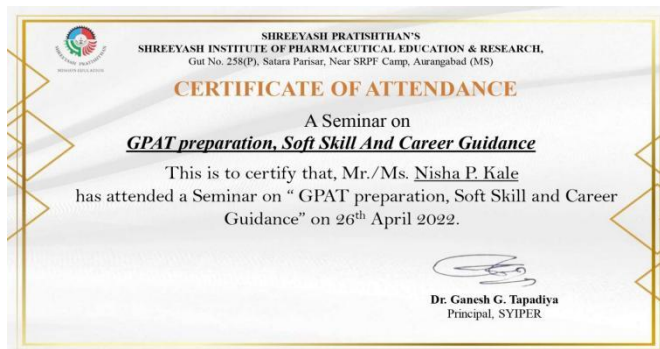 SHREEYASH PRATISHTHAN'S
SHREEYASH INSTITUTE OF PHARMACEUTICAL EDUCATION & RESEARCH,
Gut No. 258(P), Satara Parisar, Near SRPF Camp, Aurangabad (MS)
CERTIFICATE OF ATTENDANCE
A Seminar on
GPAT preparation, Soft Skill And Career Guidance
This is to certify that, Mr./Ms. Nisha P. Kale
has attended a Seminar on “ GPAT preparation, Soft Skill and Career
Guidance” on 26th April 2022.
Dr. Ganesh G. Tapadiya
Principal, SYIPER